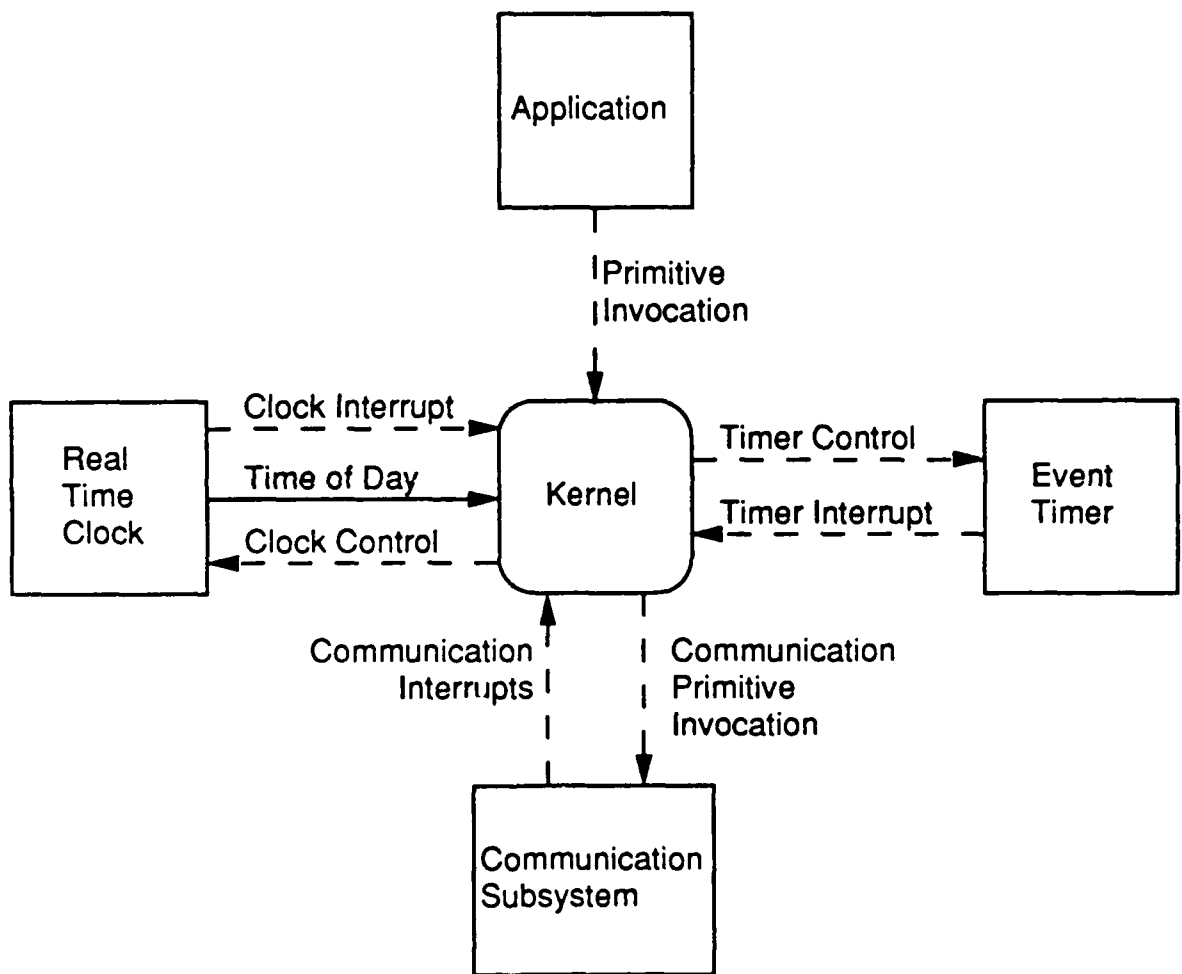 Application
Primitive
Invocation
Clock Interrupt
Time of Day
Clock Control
Real
Time
Clock
Kernel
Timer Control
Timer Interrupt
Event
Timer
Communication
Interrupts
Communication
Primitive
Invocation
Communication
Subsystem